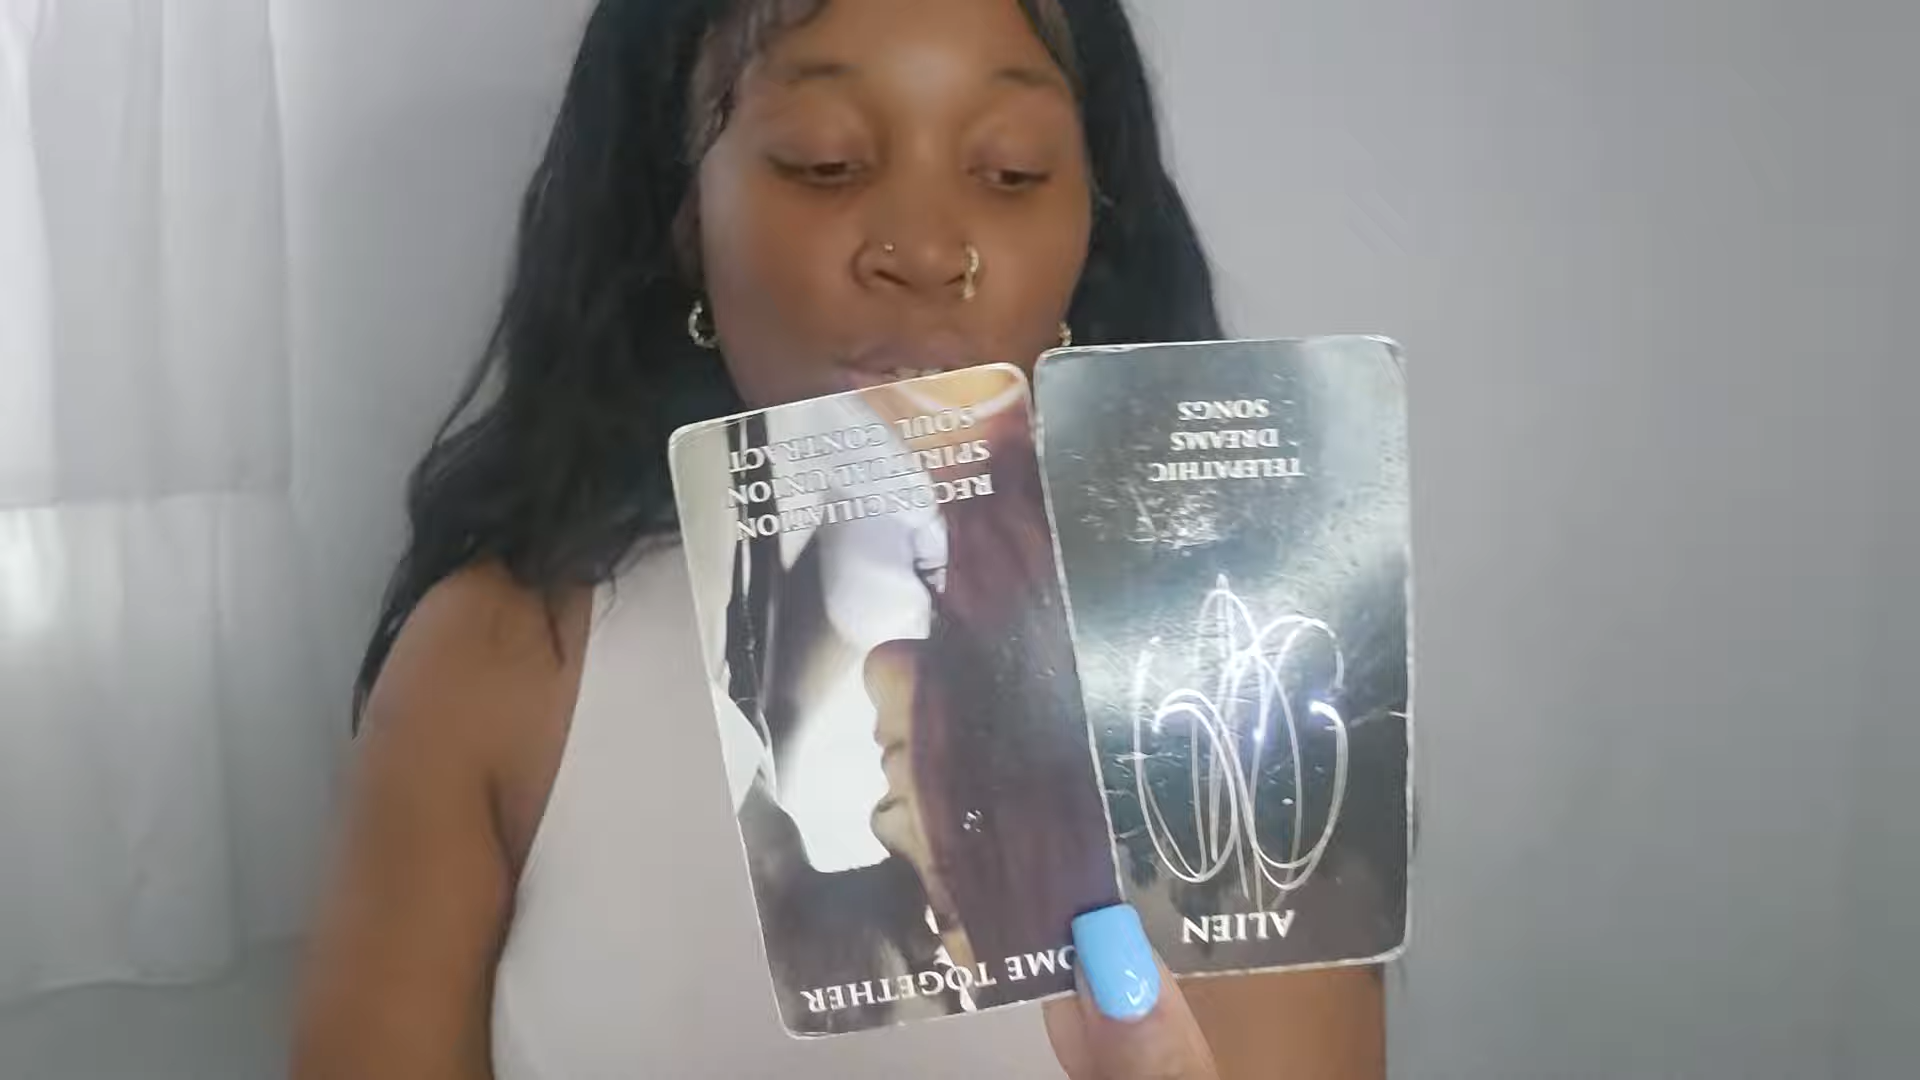 ALIEN
TELEPATHIC
DREAMS
SONGS
OME TOGETHER
RECONCILIATION
SPIRITUAL UNION
SOUL CONTRACT